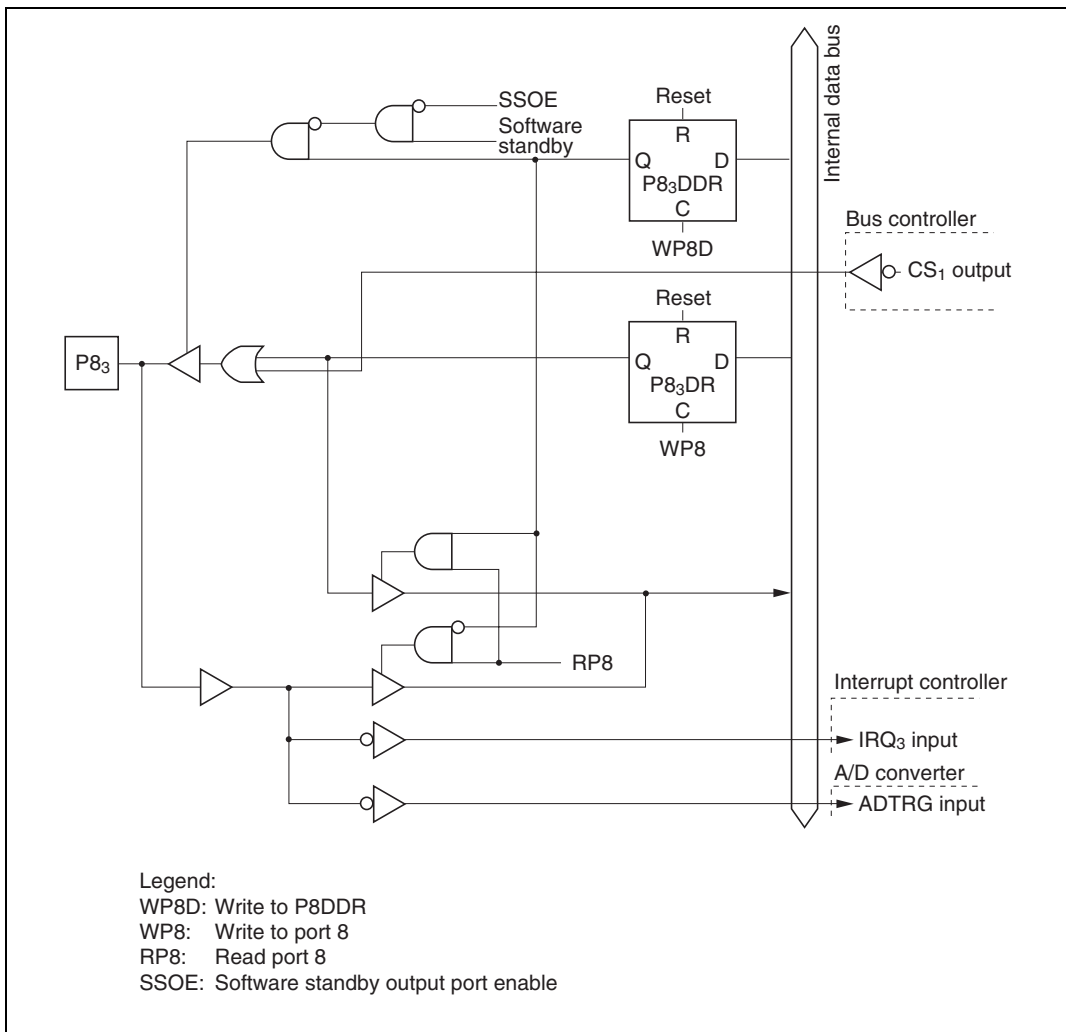 SSOE
Software
standby
Reset
R
Q D
P8₃DDR
C
WP8D
Internal data bus
Bus controller
CS₁ output
Reset
R
Q D
P8₃DR
C
WP8
P8₃
RP8
Interrupt controller
IRQ₃ input
A/D converter
ADTRG input
Legend:
WP8D: Write to P8DDR
WP8: Write to port 8
RP8: Read port 8
SSOE: Software standby output port enable